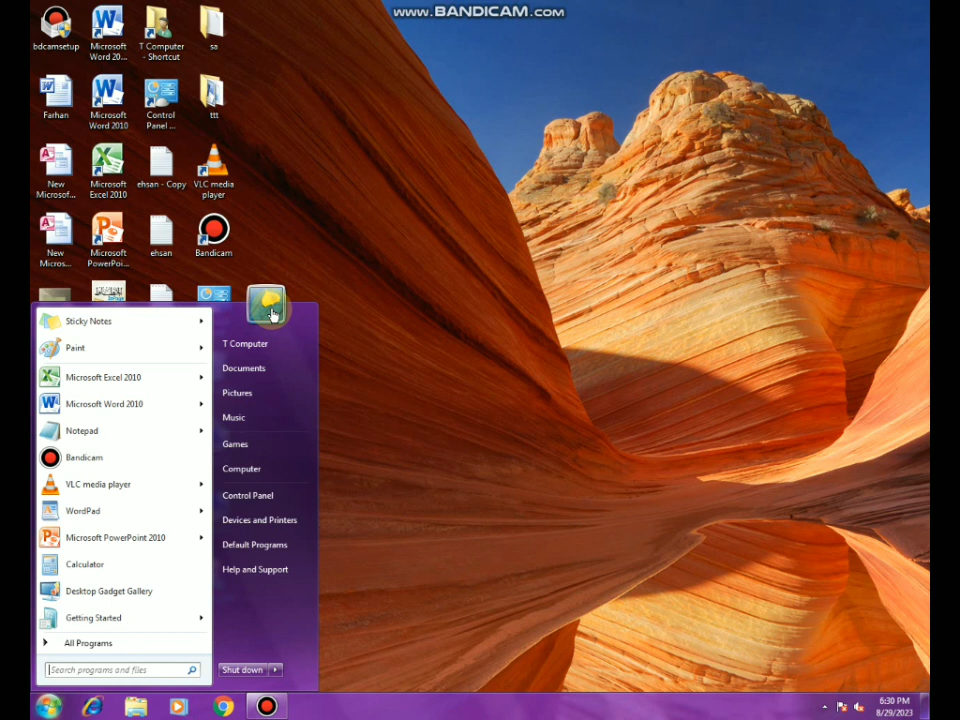 www.BANDICAM.com
bdcamsetup
Microsoft
Word 20...
T Computer
- Shortcut
sa
Farhan
Microsoft
Word 2010
Control
Panel ...
ttt
New
Microsof...
Microsoft
Excel 2010
ehsan - Copy
VLC media
player
New
Micros...
Microsoft
PowerPoi...
ehsan
Bandicam
Sticky Notes
Paint
Microsoft Excel 2010
Microsoft Word 2010
Notepad
Bandicam
VLC media player
WordPad
Microsoft PowerPoint 2010
Calculator
Desktop Gadget Gallery
Getting Started
All Programs
Search programs and files
T Computer
Documents
Pictures
Music
Games
Computer
Control Panel
Devices and Printers
Default Programs
Help and Support
Shut down
6:30 PM
8/29/2023